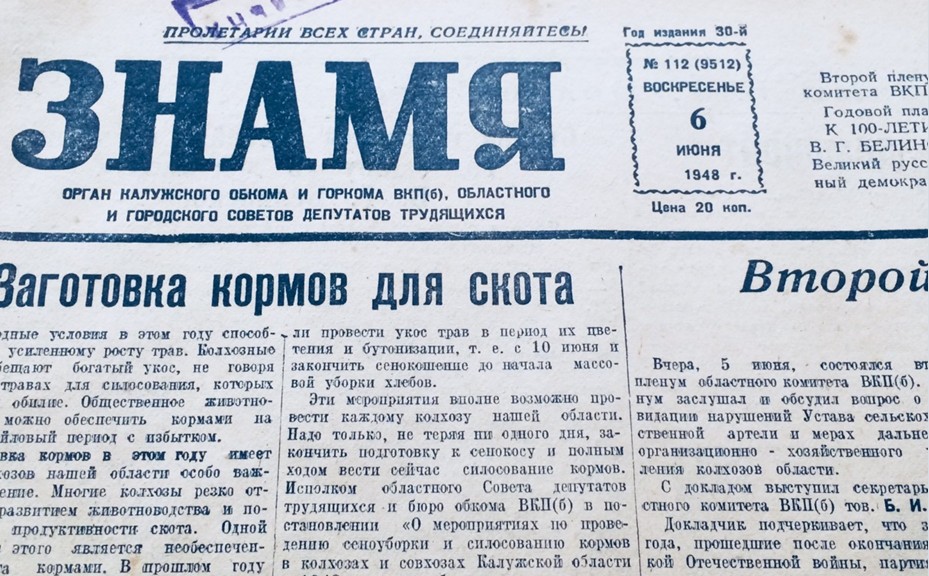 ПРОЛЕТАРИИ ВСЕХ СТРАН, СОЕДИНЯЙТЕСЬ!
ЗНАМЯ
ОРГАН КАЛУЖСКОГО ОБКОМА И ГОРКОМА ВКП(б), ОБЛАСТНОГО
И ГОРОДСКОГО СОВЕТОВ ДЕПУТАТОВ ТРУДЯЩИХСЯ
Год издания 30-й
№ 112 (9512)
ВОСКРЕСЕНЬЕ
6
ИЮНЯ
1948 г.
Цена 20 коп.
Второй плену
комитета ВКП
Годовой пла
К 100-ЛЕТИ
В. Г. БЕЛИН
Великий русс
ный демокра
Заготовка кормов для скота
одные условия в этом году способ-
усиленному росту трав. Колхозные
бещают богатый укос, не говоря
травах для силосования, которых
обилие. Общественное животно-
можно обеспечить кормами на
йловый период с избытком.
вка кормов в этом году имеет
хозов нашей области особо важ-
ение. Многие колхозы резко от-
развитием животноводства и по-
продуктивности скота. Одной
этого является необеспечен-
та кормами. В прошлом году
ли провести укос трав в период их цве-
тения и бутонизации, т. е. с 10 июня и
закончить сенокошение до начала массо-
вой уборки хлебов.
Эти мероприятия вполне возможно про-
вести каждому колхозу нашей области.
Надо только, не теряя ни одного дня, за-
кончить подготовку к сенокосу и полным
ходом вести сейчас силосование кормов.
Исполком областного Совета депутатов
трудящихся и бюро обкома ВКП(б) в по-
становлении «О мероприятиях по прове-
дению сеноуборки и силосованию кормов
в колхозах и совхозах Калужской области
Второй
Вчера, 5 июня, состоялся вт
пленум областного комитета ВКП(б).
нум заслушал и обсудил вопрос о
видации нарушений Устава сельскох
ственной артели и мерах дальне
организационно - хозяйственного
ления колхозов области.
С докладом выступил секретарь
стного комитета ВКП(б) тов. Б. И.
Докладчик подчеркивает, что з
года, прошедшие после окончания
кой Отечественной войны, парти